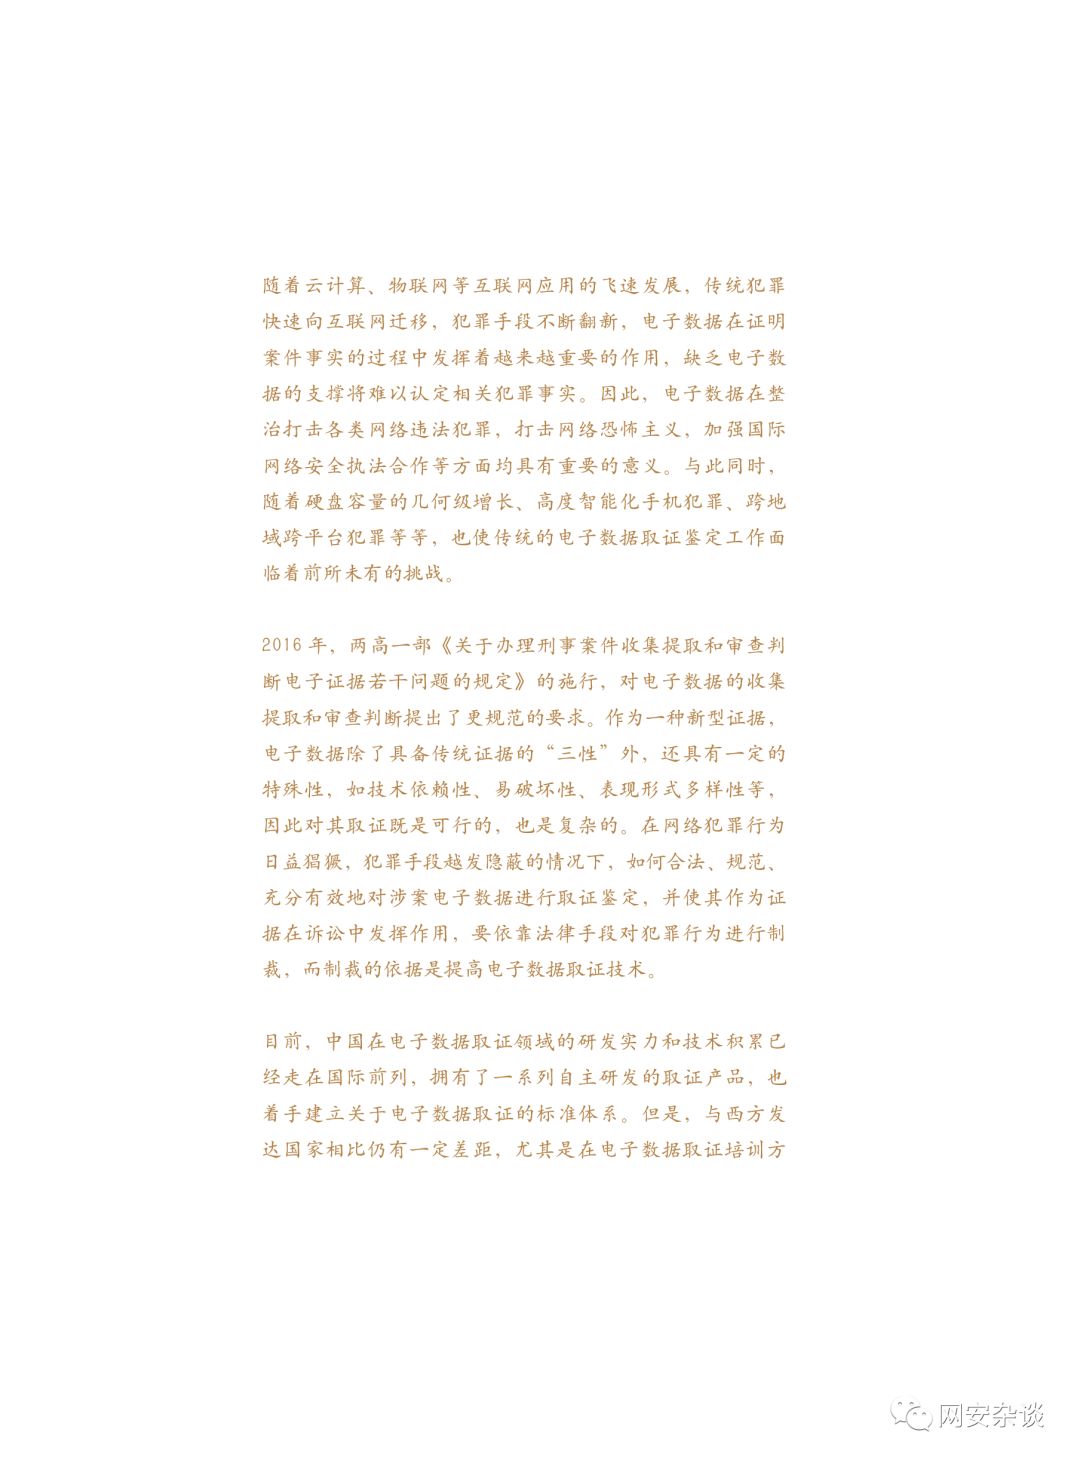 随着云计算、物联网等互联网应用的飞速发展，传统犯罪
快速向互联网迁移，犯罪手段不断翻新，电子数据在证明
案件事实的过程中发挥着越来越重要的作用，缺乏电子数
据的支撑将难以认定相关犯罪事实。因此，电子数据在整
治打击各类网络违法犯罪，打击网络恐怖主义，加强国际
网络安全执法合作等方面均具有重要的意义。与此同时，
随着硬盘容量的几何级增长、高度智能化手机犯罪、跨地
域跨平台犯罪等等，也使传统的电子数据取证鉴定工作面
临着前所未有的挑战。
2016 年，两高一部《关于办理刑事案件收集提取和审查判
断电子证据若干问题的规定》的施行，对电子数据的收集
提取和审查判断提出了更规范的要求。作为一种新型证据，
电子数据除了具备传统证据的“三性”外，还具有一定的
特殊性，如技术依赖性、易破坏性、表现形式多样性等，
因此对其取证既是可行的，也是复杂的。在网络犯罪行为
日益猖獗，犯罪手段越发隐蔽的情况下，如何合法、规范、
充分有效地对涉案电子数据进行取证鉴定，并使其作为证
据在诉讼中发挥作用，要依靠法律手段对犯罪行为进行制
裁，而制裁的依据是提高电子数据取证技术。
目前，中国在电子数据取证领域的研发实力和技术积累已
经走在国际前列，拥有了一系列自主研发的取证产品，也
着手建立关于电子数据取证的标准体系。但是，与西方发
达国家相比仍有一定差距，尤其是在电子数据取证培训方
网安杂谈